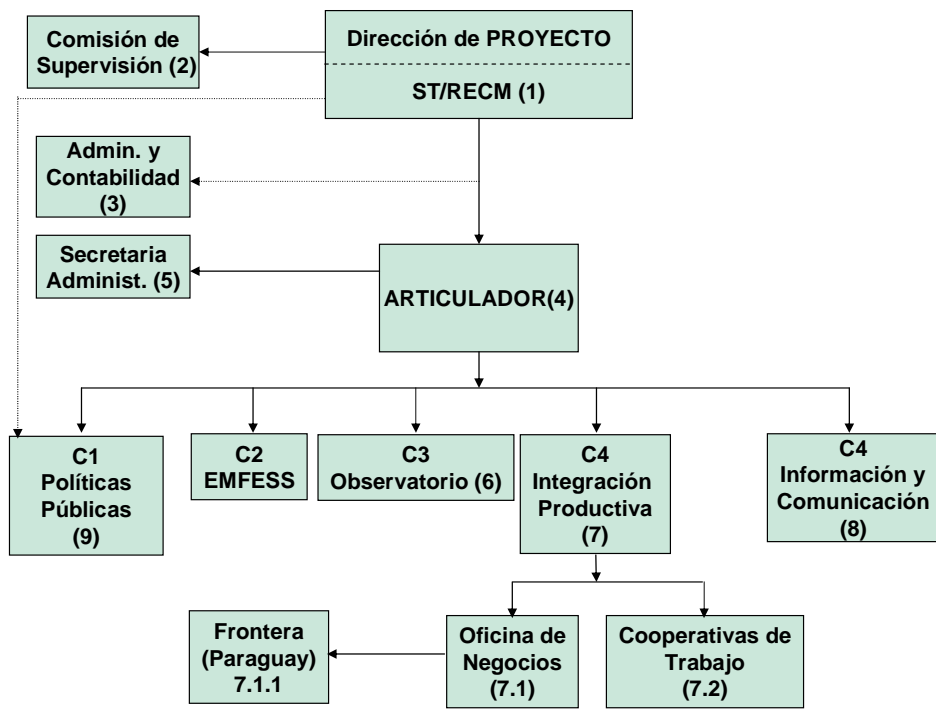 Comisión de
Supervisión (2)
Dirección de PROYECTO
ST/RECM (1)
Admin. y
Contabilidad
(3)
Secretaria
Administ. (5)
ARTICULADOR(4)
C1
Políticas
Públicas
(9)
C2
EMFESS
C3
Observatorio (6)
C4
Integración
Productiva
(7)
C4
Información y
Comunicación
(8)
Frontera
(Paraguay)
7.1.1
Oficina de
Negocios
(7.1)
Cooperativas de
Trabajo
(7.2)